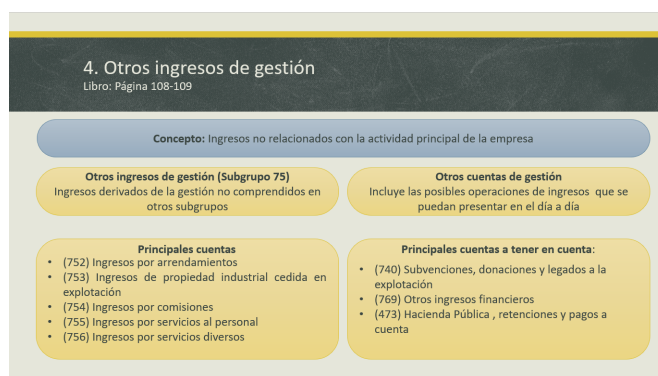 4. Otros ingresos de gestión
Libro: Página 108-109
Concepto: Ingresos no relacionados con la actividad principal de la empresa
Otros ingresos de gestión (Subgrupo 75)
Ingresos derivados de la gestión no comprendidos en
otros subgrupos
Otros cuentas de gestión
Incluye las posibles operaciones de ingresos que se
puedan presentar en el día a día
Principales cuentas
• (752) Ingresos por arrendamientos
• (753) Ingresos de propiedad industrial cedida en
explotación
• (754) Ingresos por comisiones
• (755) Ingresos por servicios al personal
• (756) Ingresos por servicios diversos
Principales cuentas a tener en cuenta:
• (740) Subvenciones, donaciones y legados a la
explotación
• (769) Otros ingresos financieros
• (473) Hacienda Pública , retenciones y pagos a
cuenta